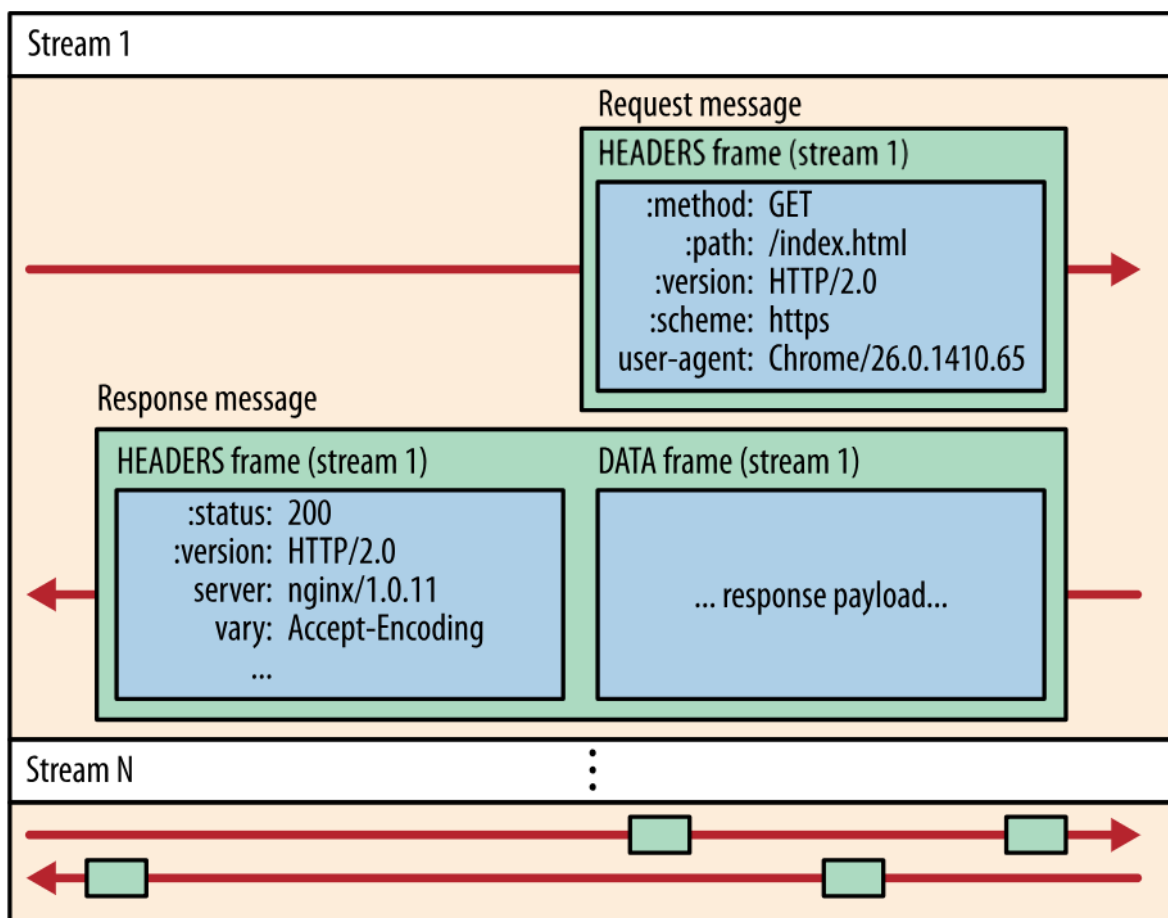 Stream 1
Request message
HEADERS frame (stream 1)
:method: GET
:path: /index.html
:version: HTTP/2.0
:scheme: https
user-agent: Chrome/26.0.1410.65
Response message
HEADERS frame (stream 1)
:status: 200
:version: HTTP/2.0
server: nginx/1.0.11
vary: Accept-Encoding
...
DATA frame (stream 1)
... response payload...
Stream N